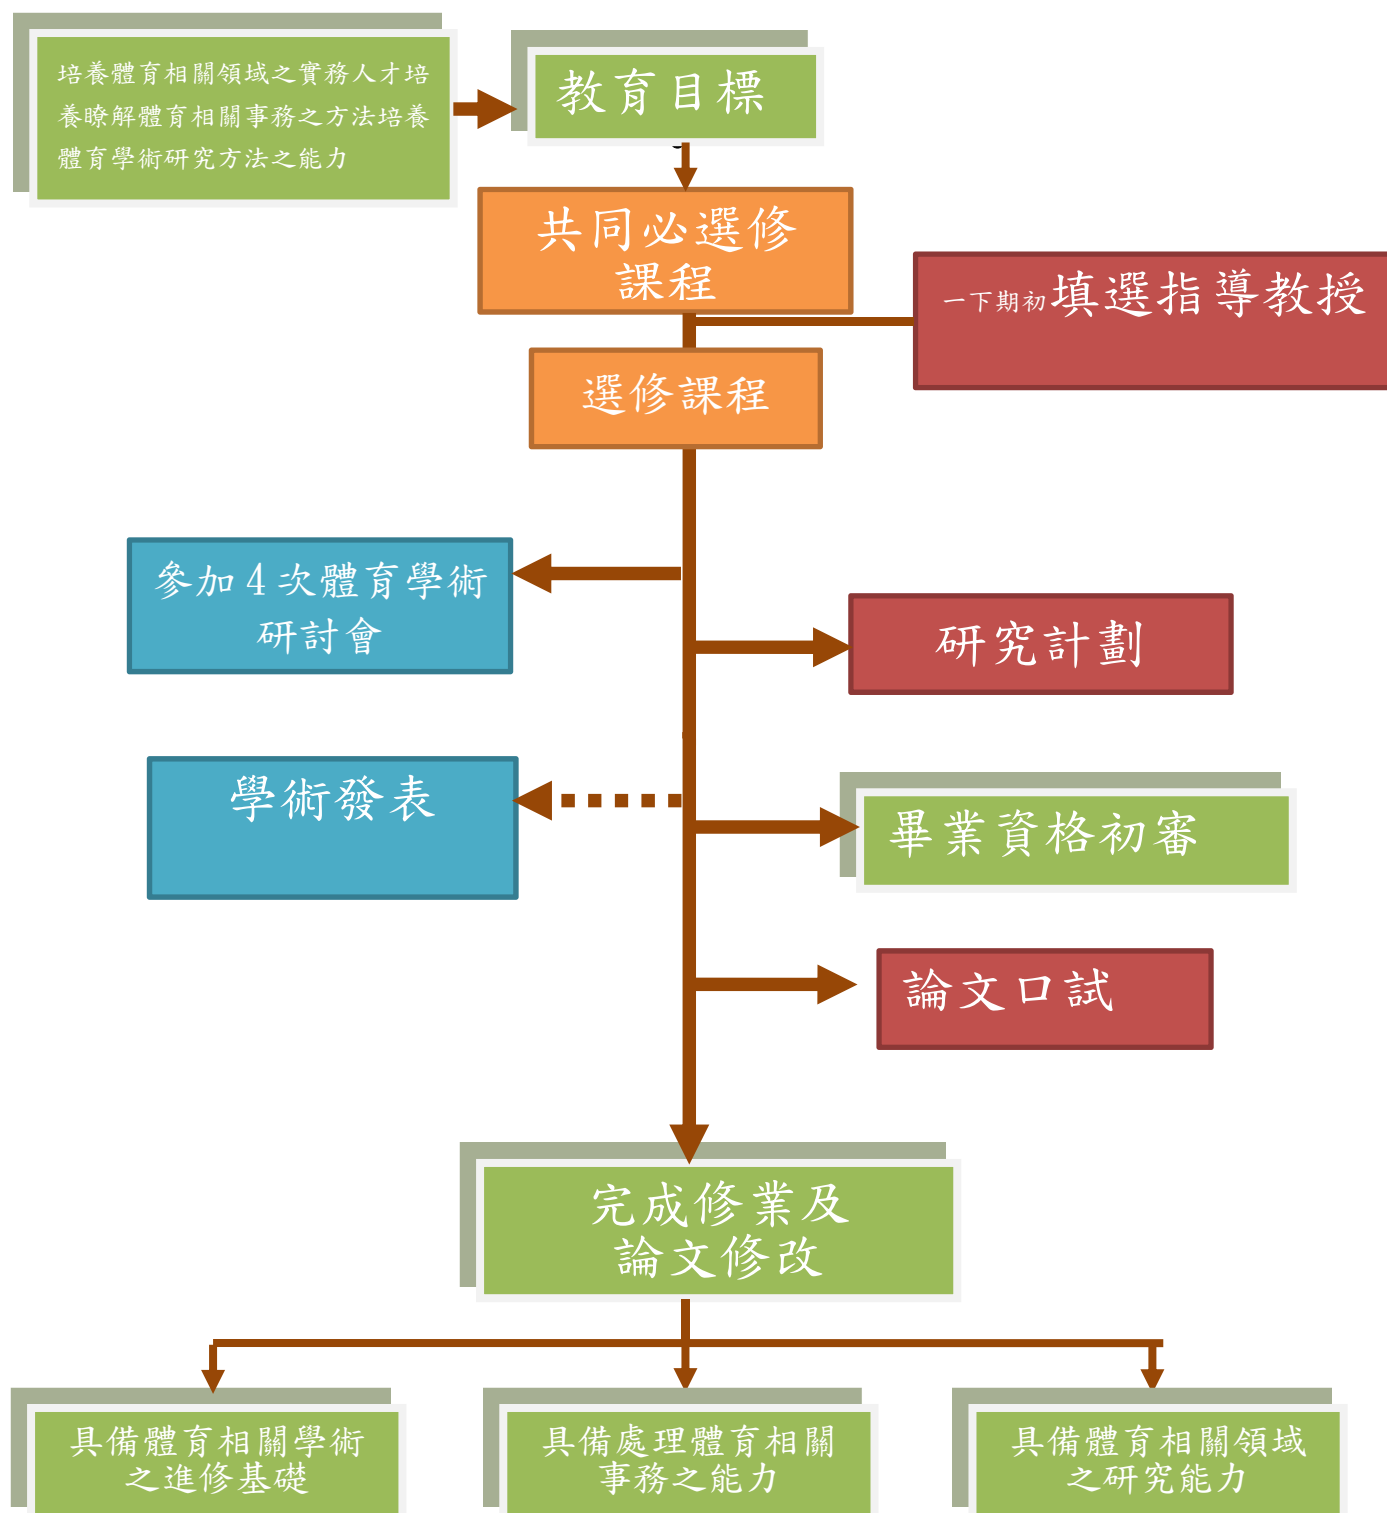 培養體育相關領域之實務人才培
養瞭解體育相關事務之方法培養
體育學術研究方法之能力
教育目標
共同必選修
課程
一下期初填選指導教授
選修課程
參加4次體育學術
研討會
研究計劃
學術發表
畢業資格初審
論文口試
完成修業及
論文修改
具備體育相關學術
之進修基礎
具備處理體育相關
事務之能力
具備體育相關領域
之研究能力